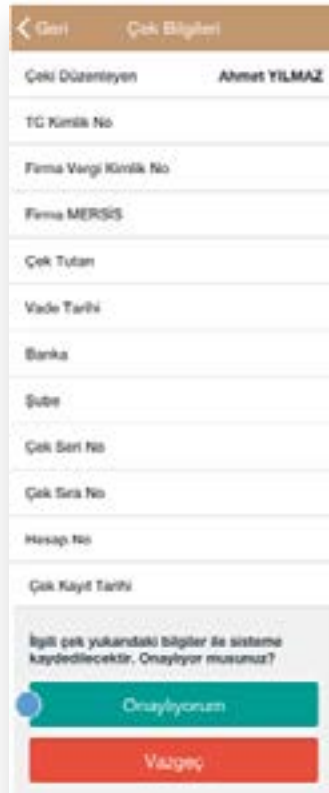 Geri Çek Bilgileri
Çeki Düzenleyen Ahmet YILMAZ
TC Kimlik No
Firma Vergi Kimlik No
Firma MERSİS
Çek Tutarı
Vade Tarihi
Banka
Şube
Çek Seri No
Çek Sıra No
Hesap No
Çek Kayıt Tarihi
İlgili çek yukarıdaki bilgiler ile sisteme
kaydedilecektir. Onaylıyor musunuz?
Onaylıyorum
Vazgeç